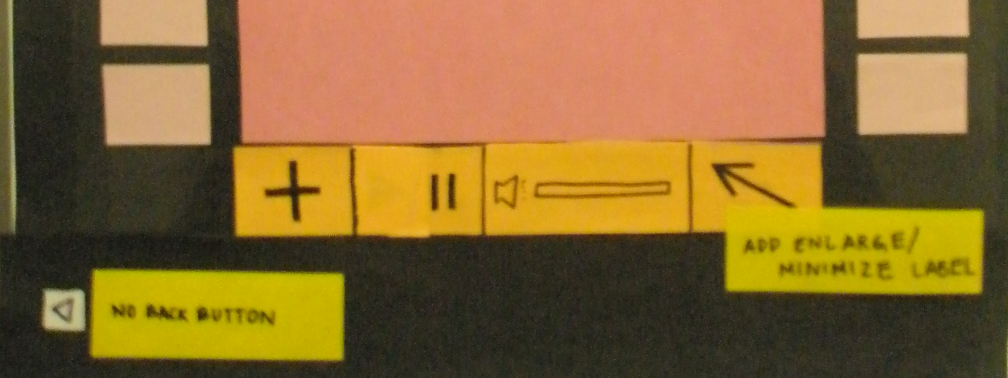 ADD ENLARGE/
MINIMIZE LABEL
NO BACK BUTTON